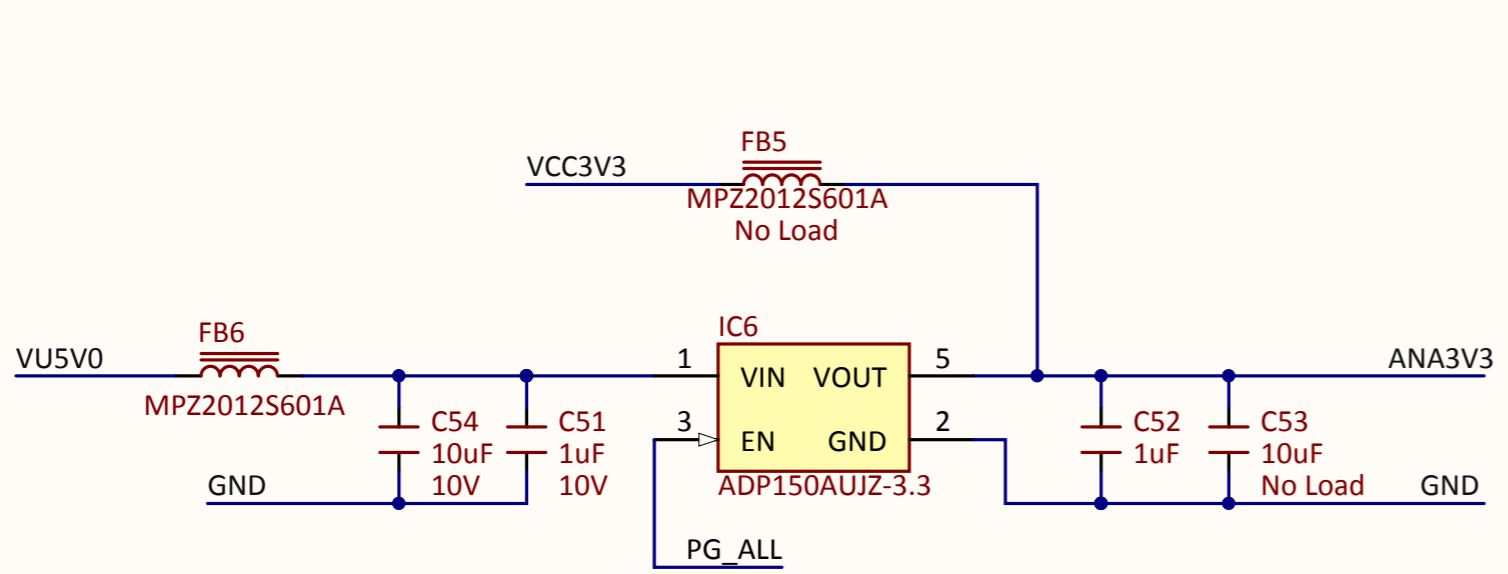 FB5
VCC3V3
MPZ2012S601A
No Load
IC6
FB6
VU5V0
1
VIN
VOUT
5
ANA3V3
MPZ2012S601A
C54
10uF
10V
C51
1uF
10V
3
EN
GND
2
C52
1uF
C53
10uF
No Load
GND
ADP150AUJZ-3.3
GND
PG_ALL